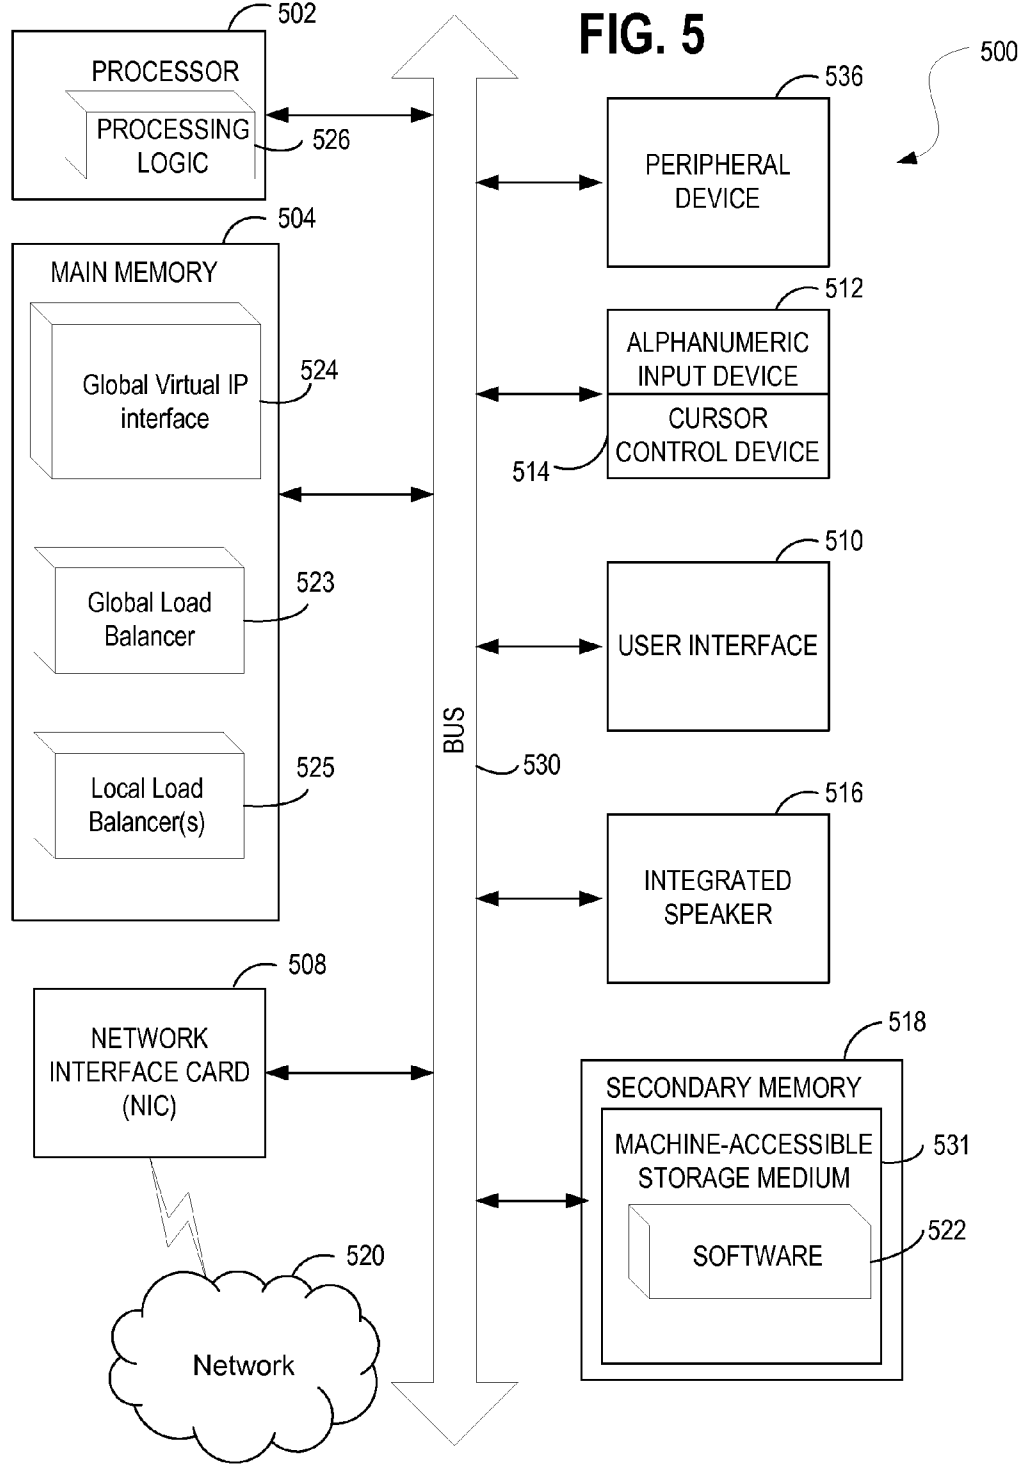 FIG. 5
500
502
PROCESSOR
PROCESSING
LOGIC
526
504
MAIN MEMORY
Global Virtual IP
interface
524
Global Load
Balancer
523
Local Load
Balancer(s)
525
508
NETWORK
INTERFACE CARD
(NIC)
520
Network
BUS
530
536
PERIPHERAL
DEVICE
512
ALPHANUMERIC
INPUT DEVICE
CURSOR
CONTROL DEVICE
514
510
USER INTERFACE
516
INTEGRATED
SPEAKER
518
SECONDARY MEMORY
MACHINE-ACCESSIBLE
STORAGE MEDIUM
531
SOFTWARE
522